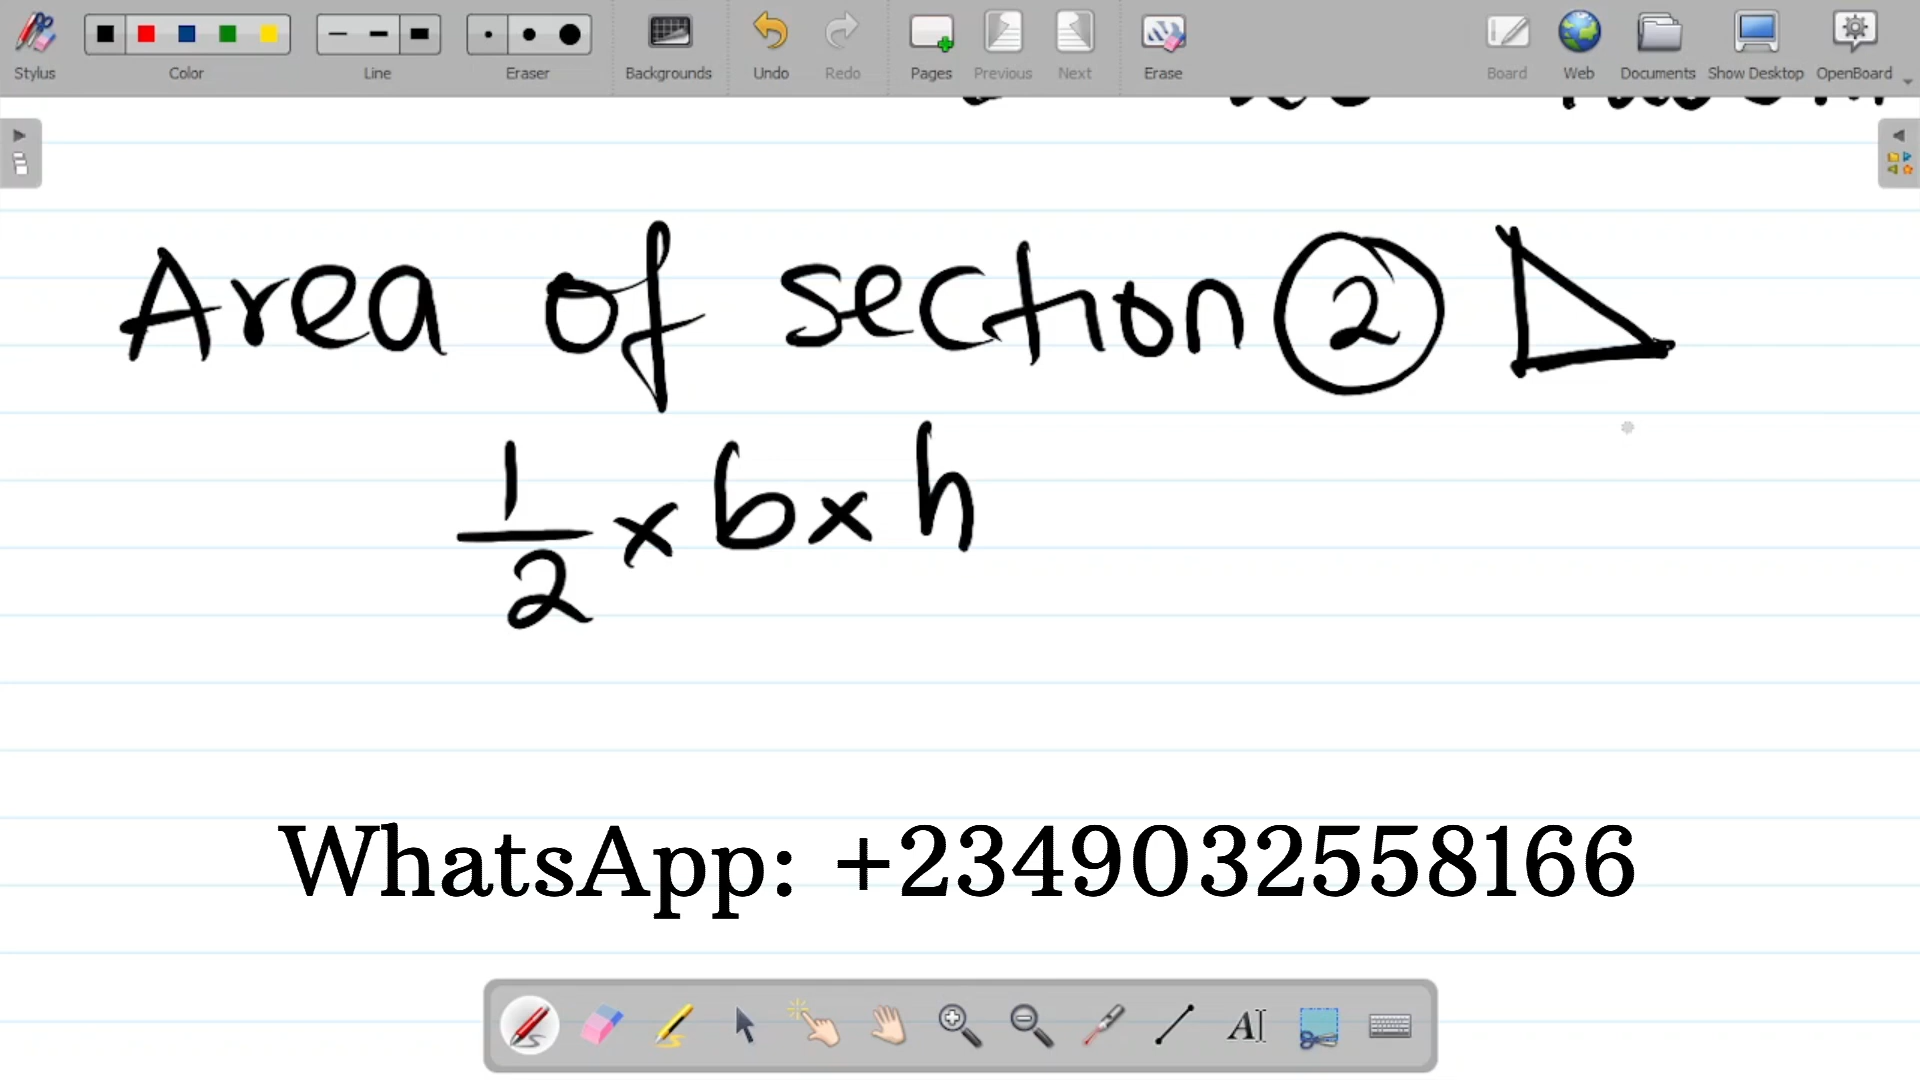 Stylus Color Line Eraser Backgrounds Undo Redo Pages Previous Next Erase Board Web Documents Show Desktop OpenBoard
Area of section 2
1/2 x b x h
WhatsApp: +2349032558166